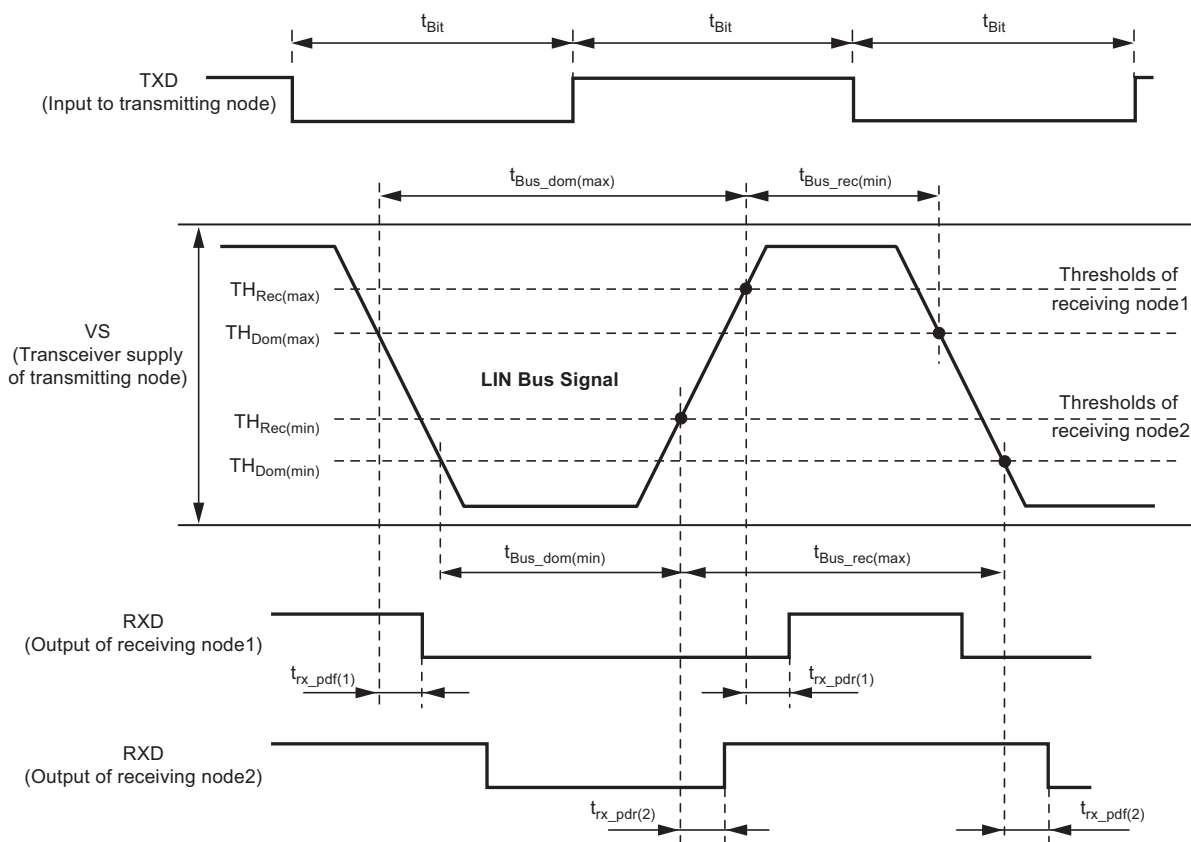 tBit
tBit
tBit
TXD
(Input to transmitting node)
tBus_dom(max)
tBus_rec(min)
THRec(max)
Thresholds of
receiving node1
VS
(Transceiver supply
of transmitting node)
THDom(max)
LIN Bus Signal
THRec(min)
Thresholds of
receiving node2
THDom(min)
tBus_dom(min)
tBus_rec(max)
RXD
(Output of receiving node1)
trx_pdf(1)
trx_pdr(1)
RXD
(Output of receiving node2)
trx_pdr(2)
trx_pdf(2)